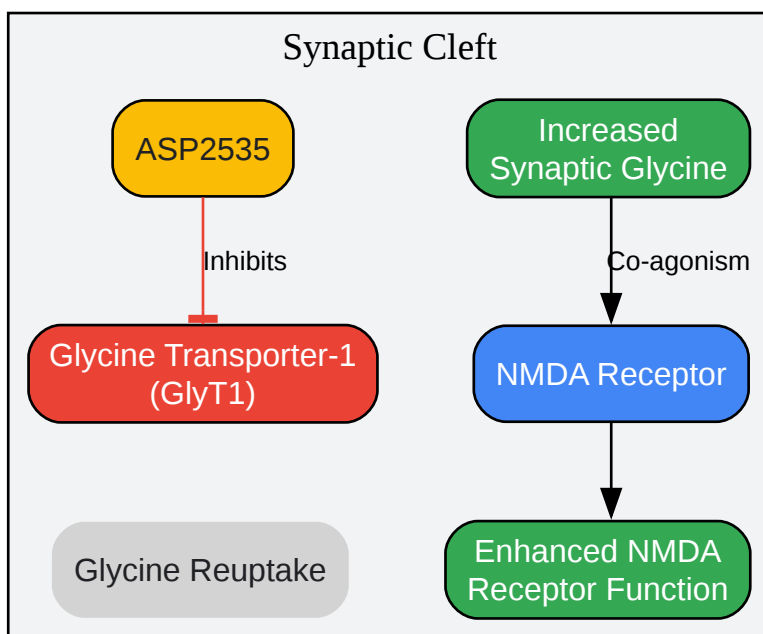 Synaptic Cleft
ASP2535
Inhibits
Glycine Transporter-1
(GlyT1)
Glycine Reuptake
Increased
Synaptic Glycine
Co-agonism
NMDA Receptor
Enhanced NMDA
Receptor Function